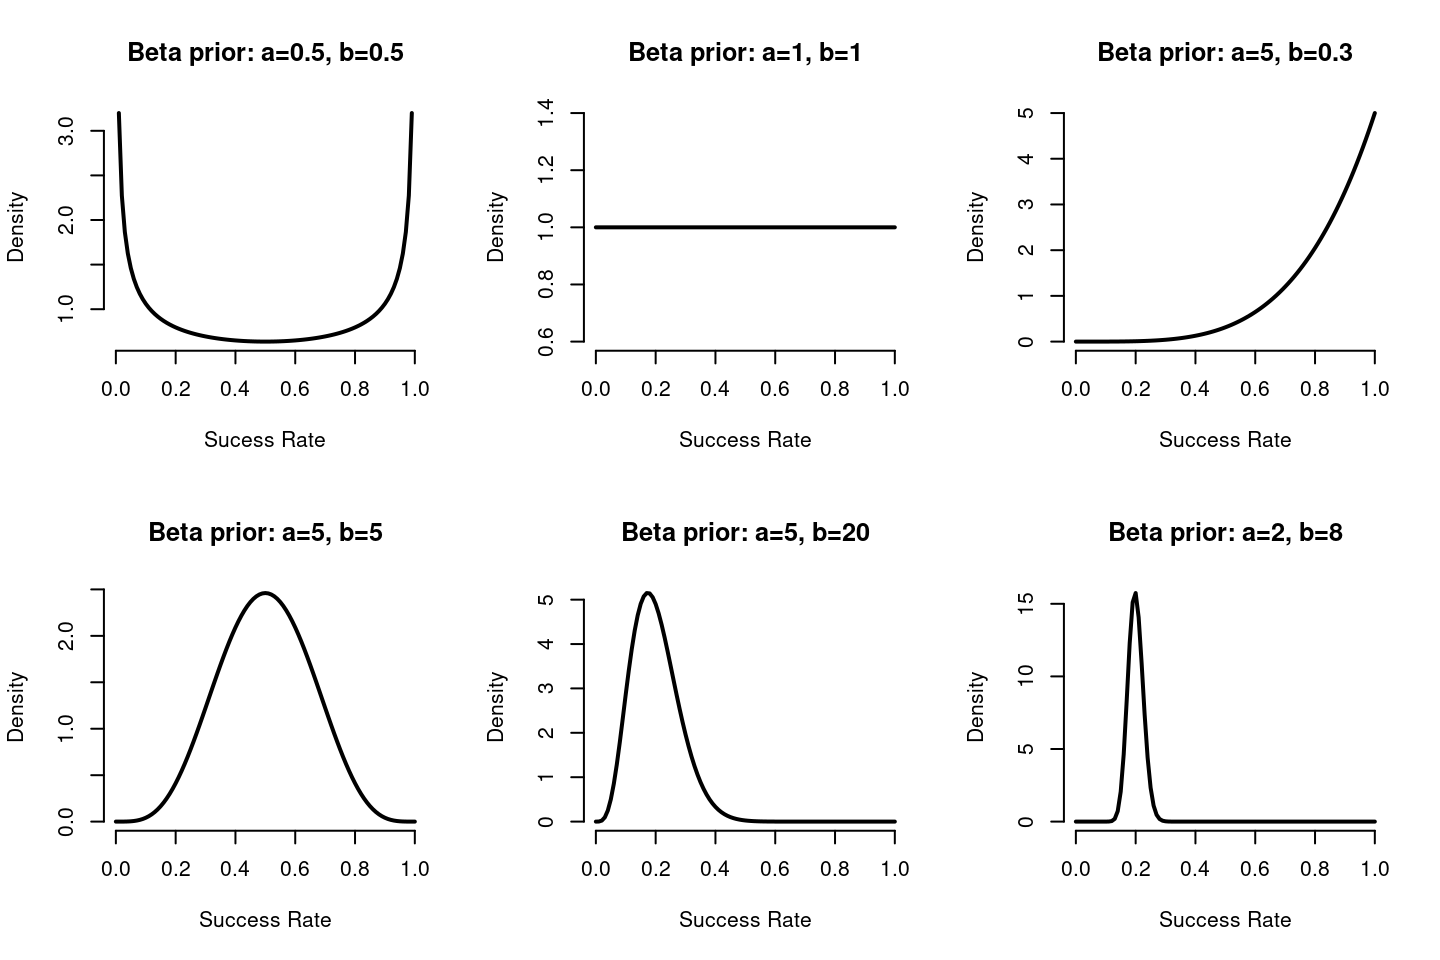 Beta prior: a=0.5, b=0.5
Density
3.0
2.0
1.0
0.0 0.2 0.4 0.6 0.8 1.0
Sucess Rate
Beta prior: a=1, b=1
Density
1.4
1.2
1.0
0.8
0.6
0.0 0.2 0.4 0.6 0.8 1.0
Success Rate
Beta prior: a=5, b=0.3
Density
5
4
3
2
1
0
0.0 0.2 0.4 0.6 0.8 1.0
Success Rate
Beta prior: a=5, b=5
Density
2.0
1.0
0.0
0.0 0.2 0.4 0.6 0.8 1.0
Success Rate
Beta prior: a=5, b=20
Density
5
4
3
2
1
0
0.0 0.2 0.4 0.6 0.8 1.0
Success Rate
Beta prior: a=2, b=8
Density
15
10
5
0
0.0 0.2 0.4 0.6 0.8 1.0
Success Rate